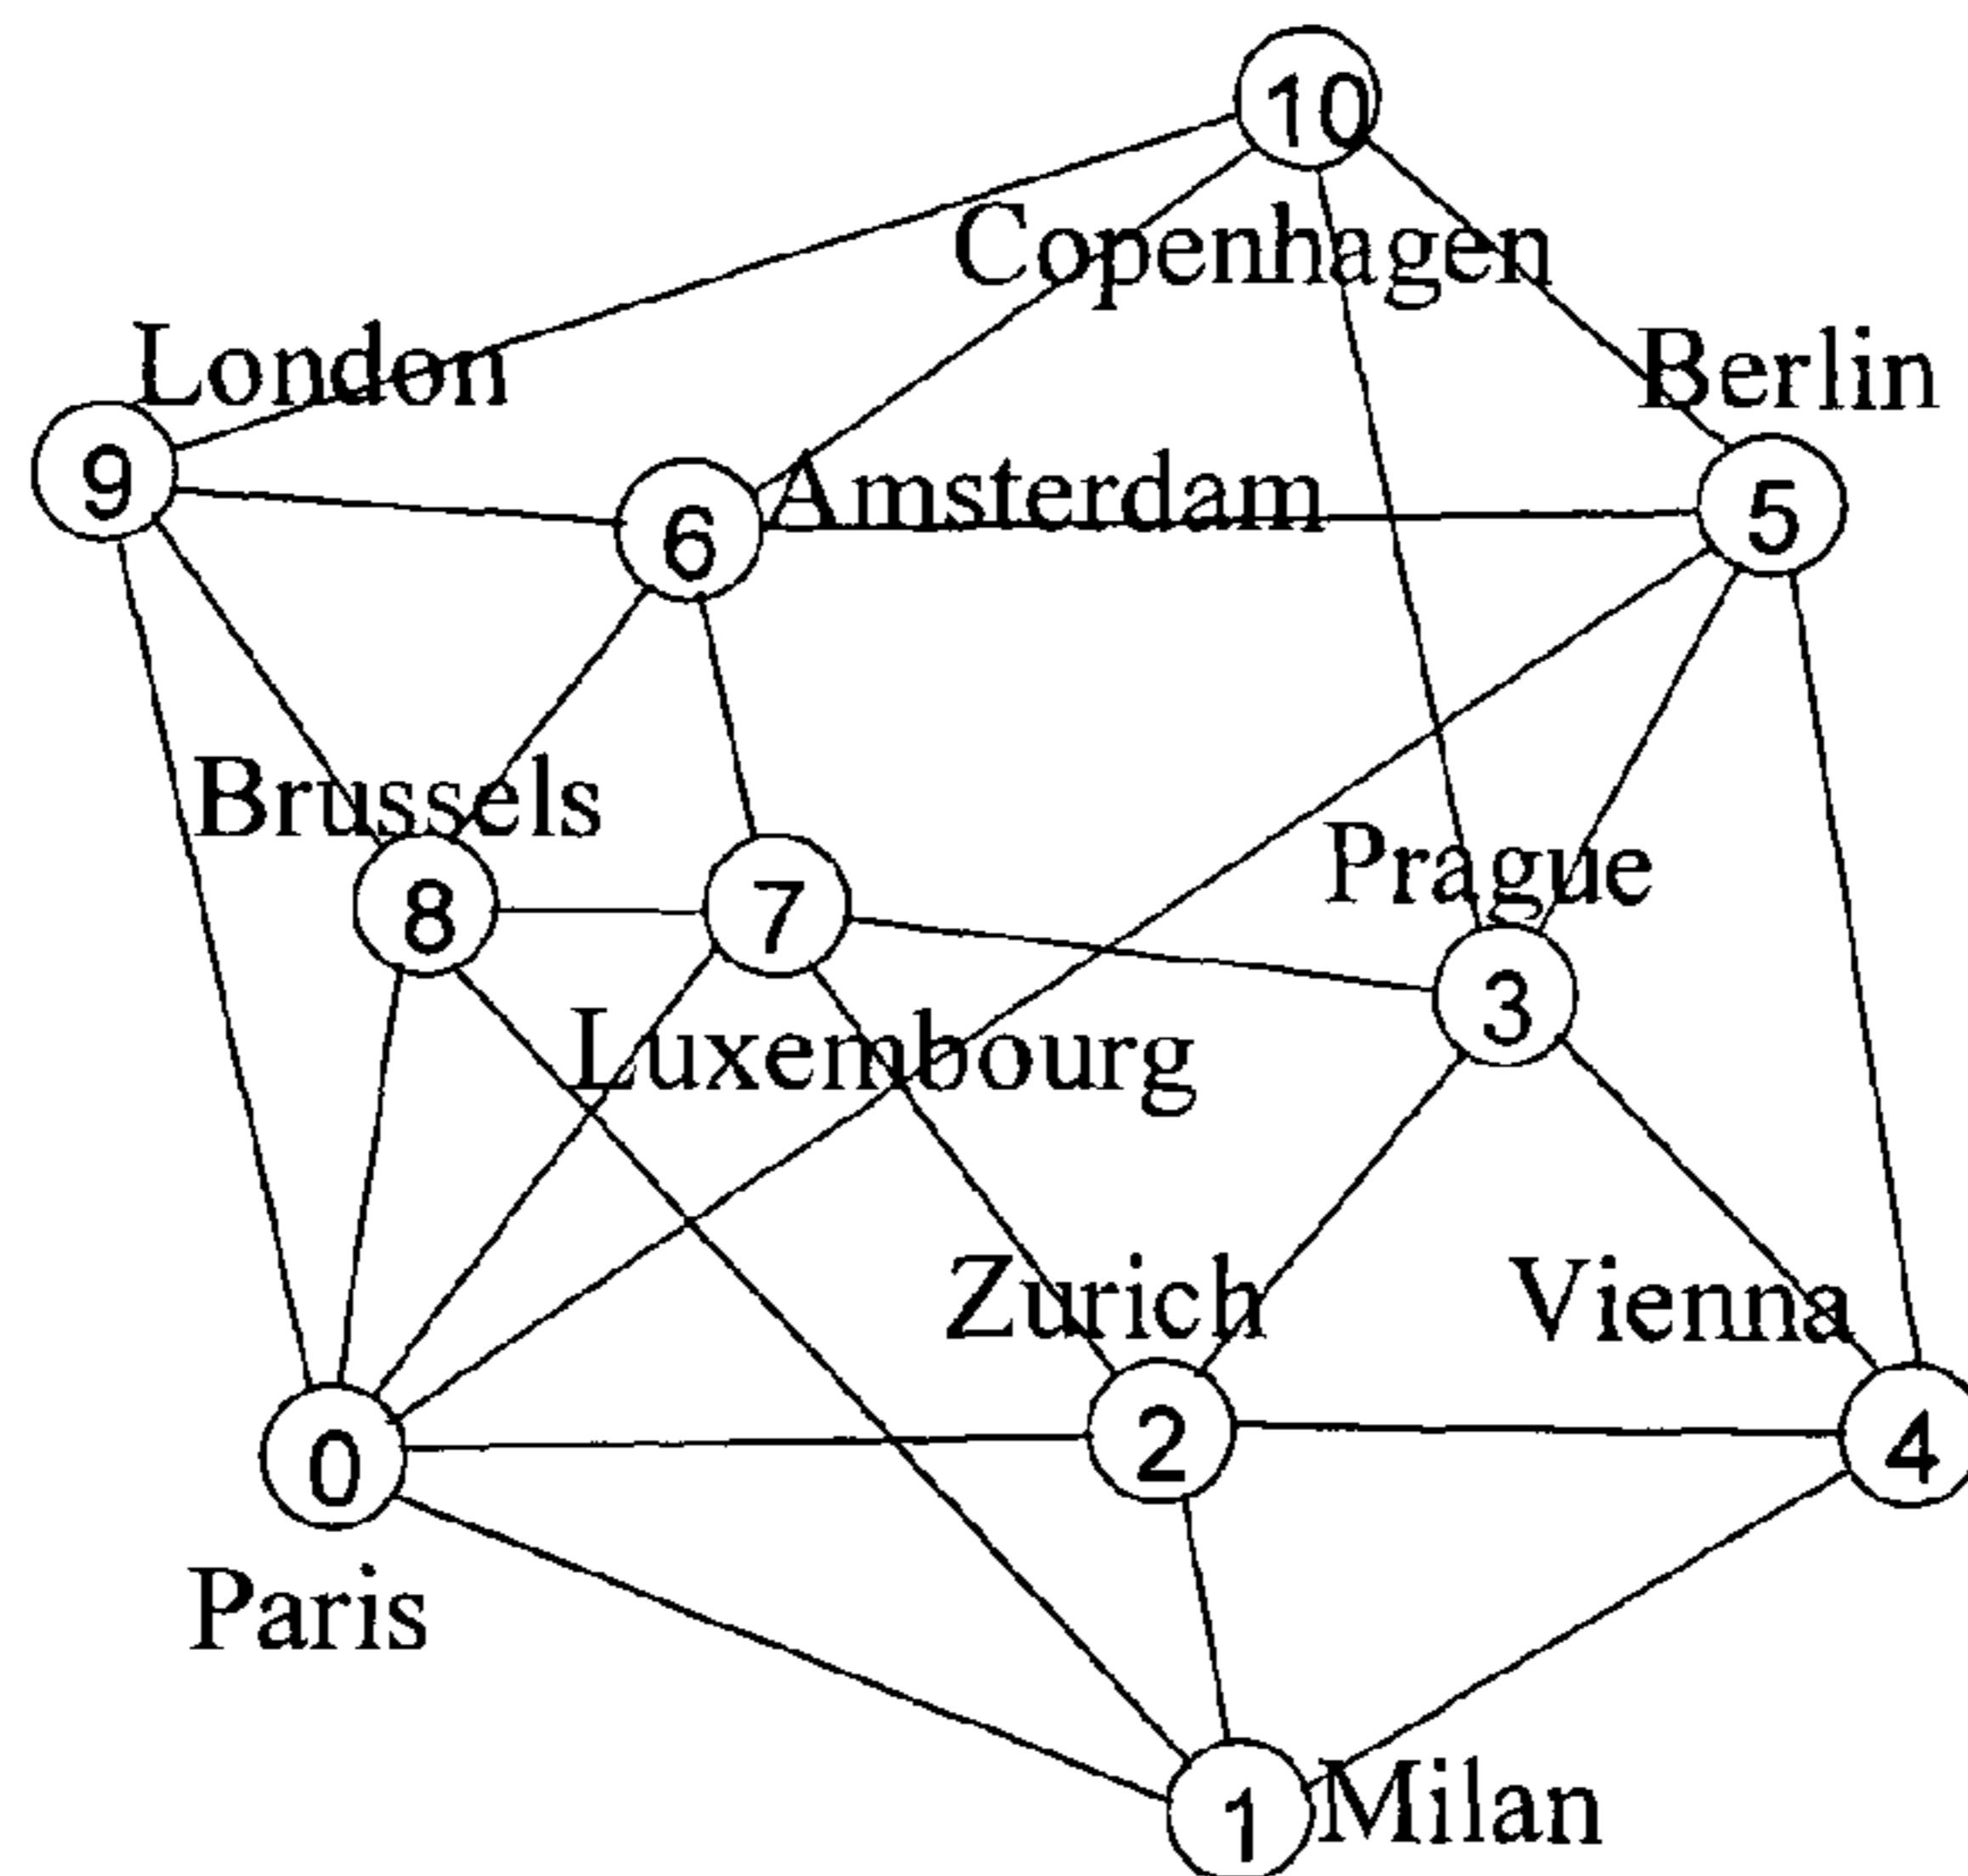 10
Copenhagen
London
Berlin
9
Amsterdam
6
5
Brussels
Prague
8
7
3
Luxembourg
Zurich
Vienna
2
4
0
Paris
1
Milan